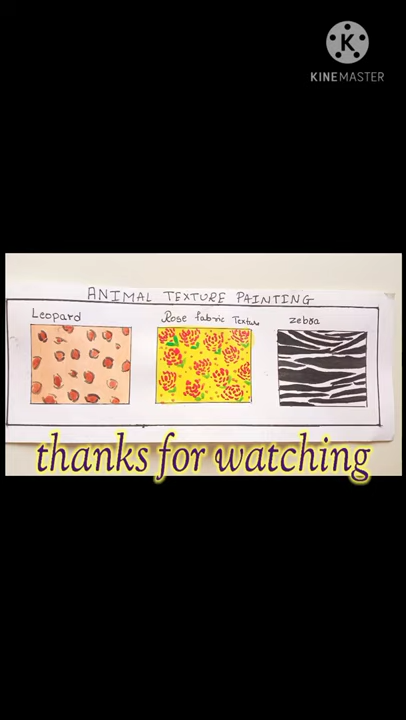 K
KINEMASTER
ANIMAL TEXTURE PAINTING
Leopard
Rose fabric Texture
zebra
thanks for watching